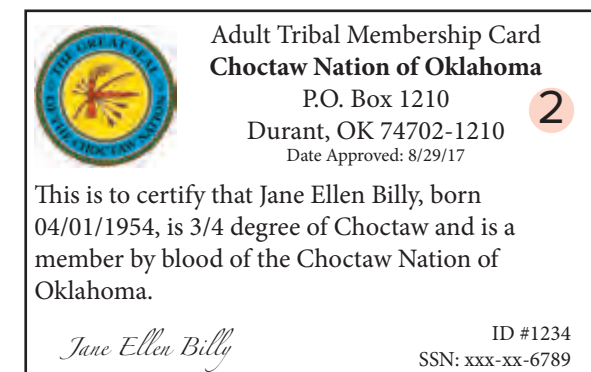 THE GREAT SEAL
OF THE CHOCTAW NATION
Adult Tribal Membership Card
Choctaw Nation of Oklahoma
P.O. Box 1210
2
Durant, OK 74702-1210
Date Approved: 8/29/17
This is to certify that Jane Ellen Billy, born
04/01/1954, is 3/4 degree of Choctaw and is a
member by blood of the Choctaw Nation of
Oklahoma.
Jane Ellen Billy
ID #1234
SSN: xxx-xx-6789